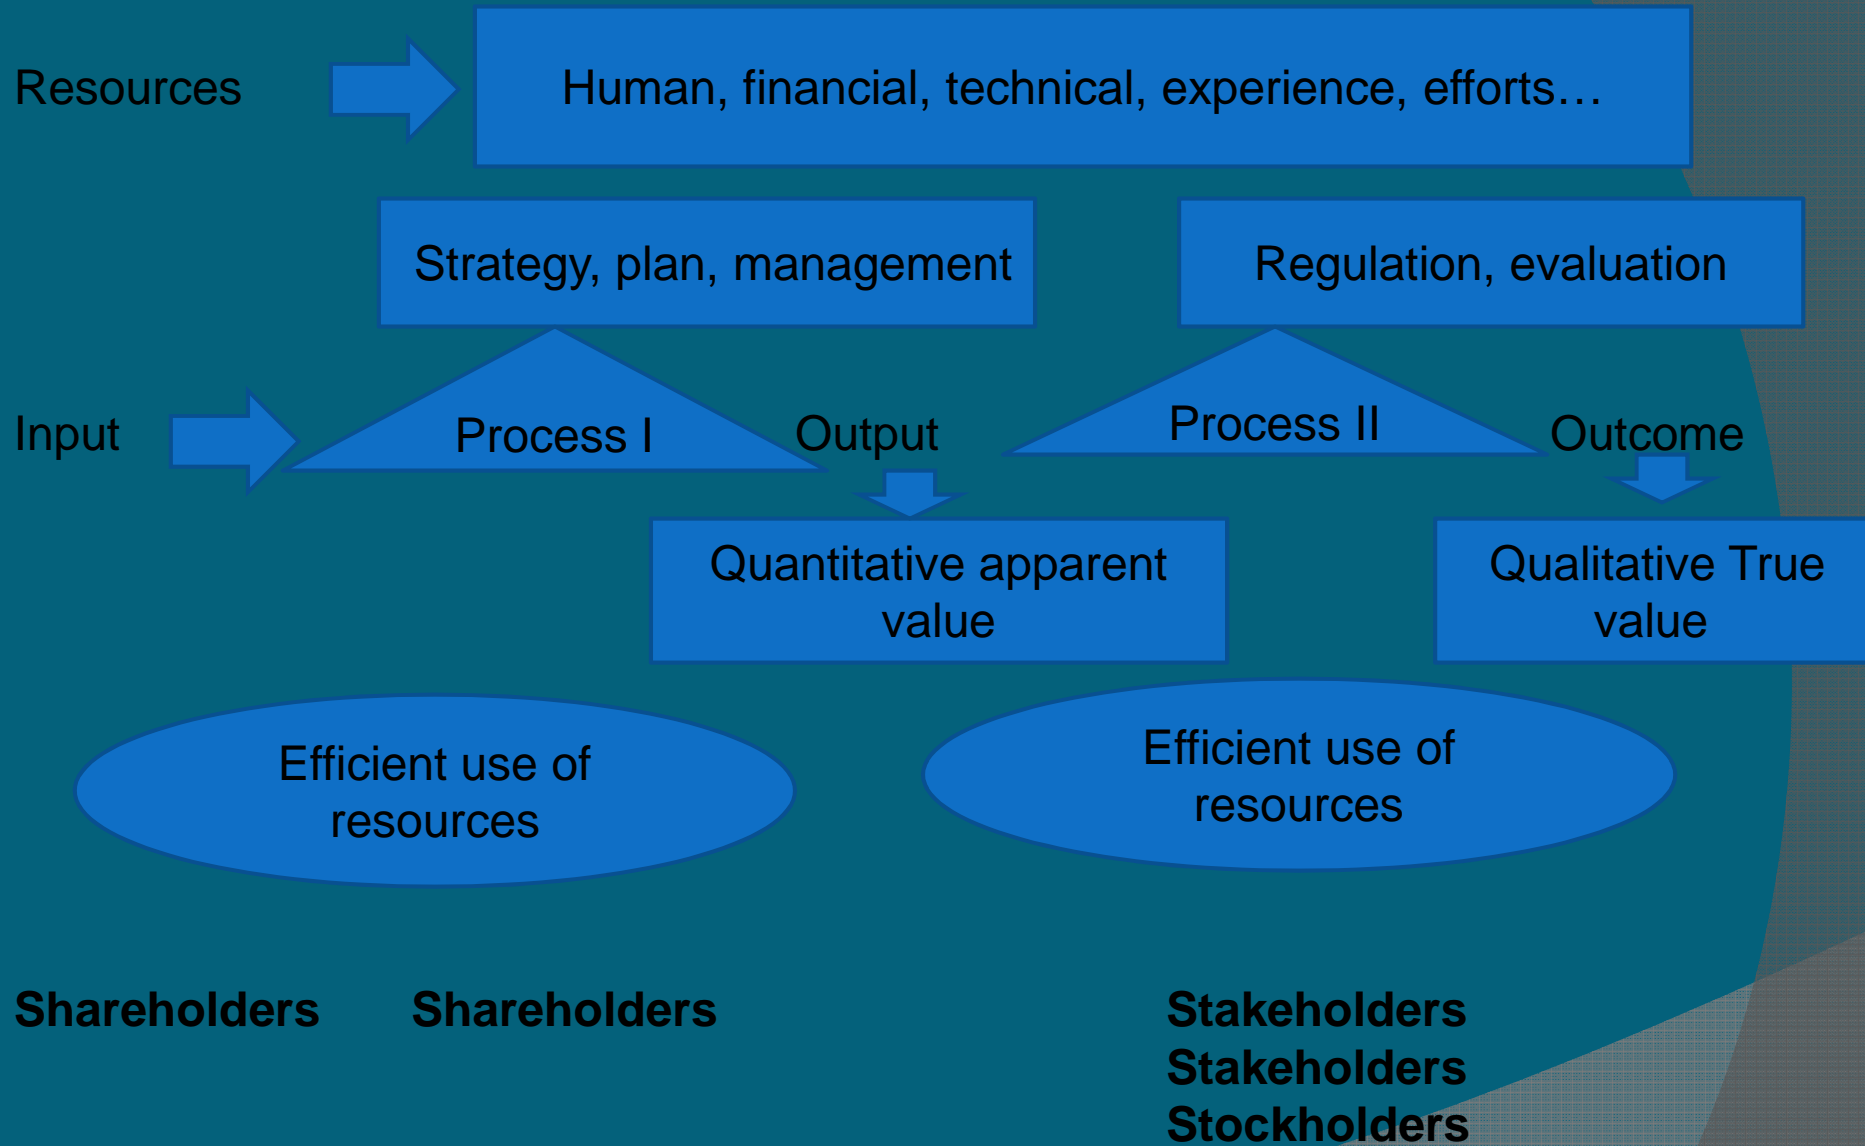 Resources
Human, financial, technical, experience, efforts…
Strategy, plan, management
Regulation, evaluation
Input
Process I
Output
Process II
Outcome
Quantitative apparent
value
Qualitative True
value
Efficient use of
resources
Efficient use of
resources
Shareholders
Shareholders
Stakeholders
Stakeholders
Stockholders